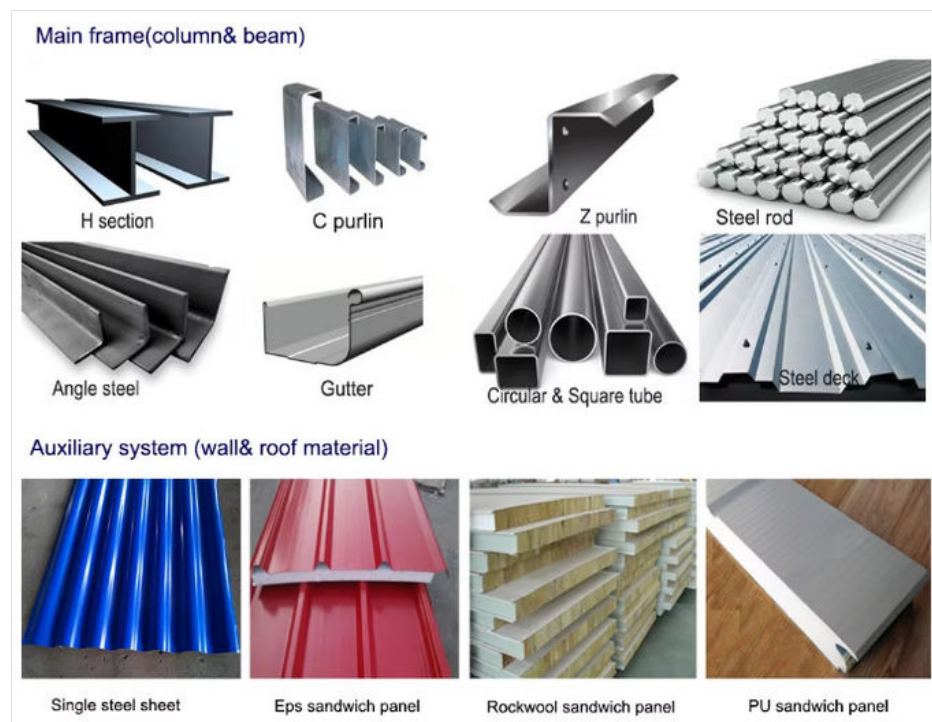 Main frame(column& beam)
H section
C purlin
Z purlin
Steel rod
Angle steel
Gutter
Circular & Square tube
Steel deck
Auxiliary system (wall& roof material)
Single steel sheet
Eps sandwich panel
Rockwool sandwich panel
PU sandwich panel